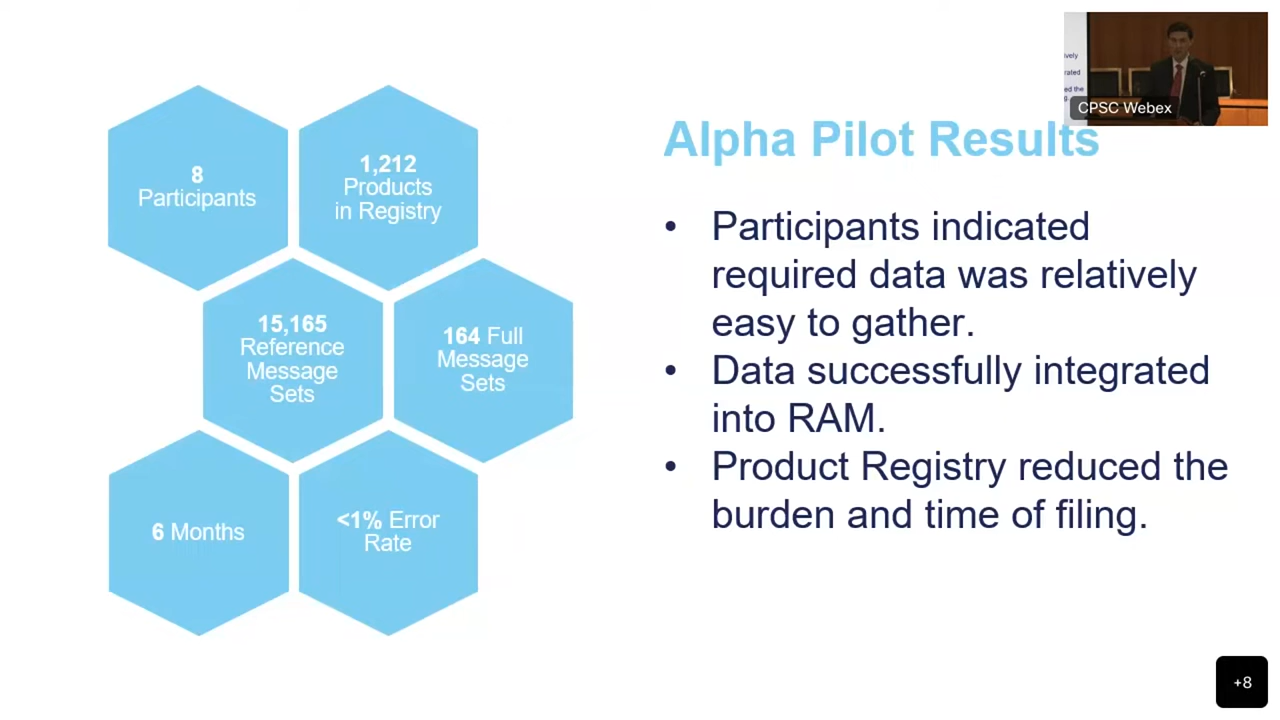 8
Participants
1,212
Products
in Registry
15,165
Reference
Message
Sets
164 Full
Message
Sets
6 Months
<1% Error
Rate
Alpha Pilot Results
• Participants indicated
required data was relatively
easy to gather.
• Data successfully integrated
into RAM.
• Product Registry reduced the
burden and time of filing.
CPSC Webex
+8